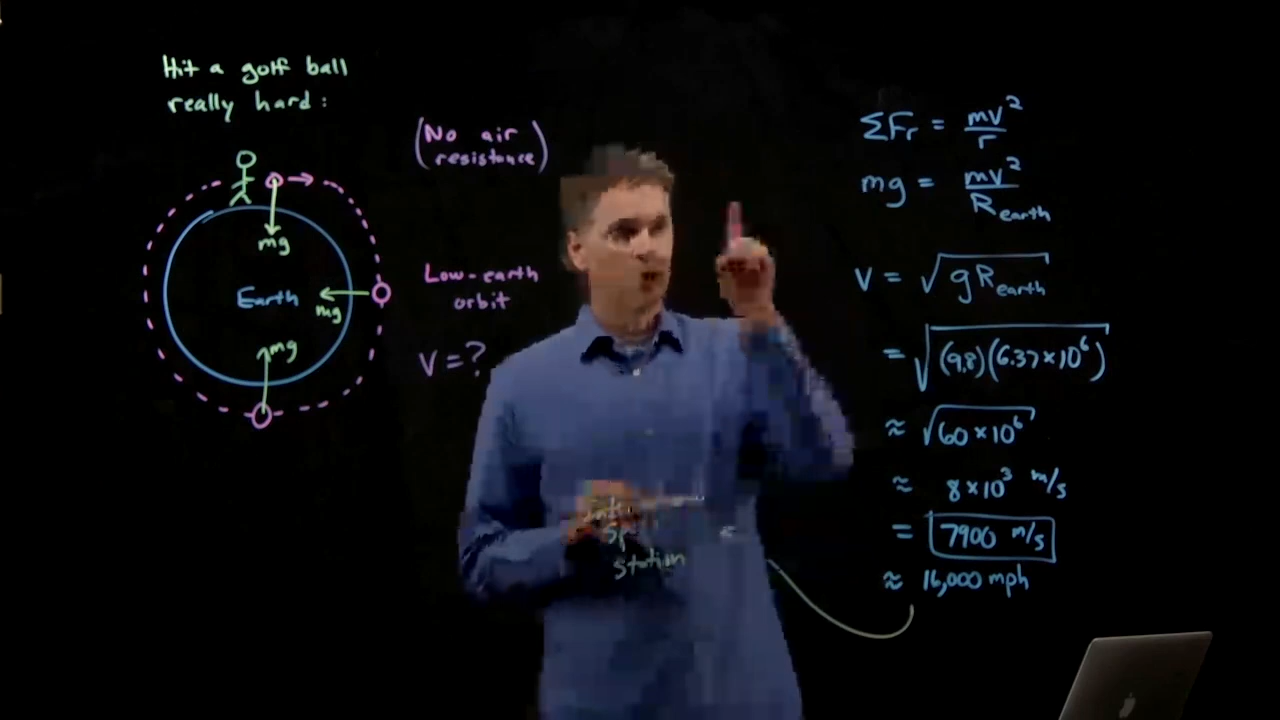 Hit a golf ball
really hard:
(No air
resistance)
mg
Earth
mg
mg
Low-earth
orbit
V = ?
Station
ΣFr = mv²/r
mg = mv²/Rearth
V = √gRearth
= √(9.8)(6.37×10⁶)
≈ √60×10⁶
≈ 8×10³ m/s
= 7900 m/s
≈ 16,000 mph